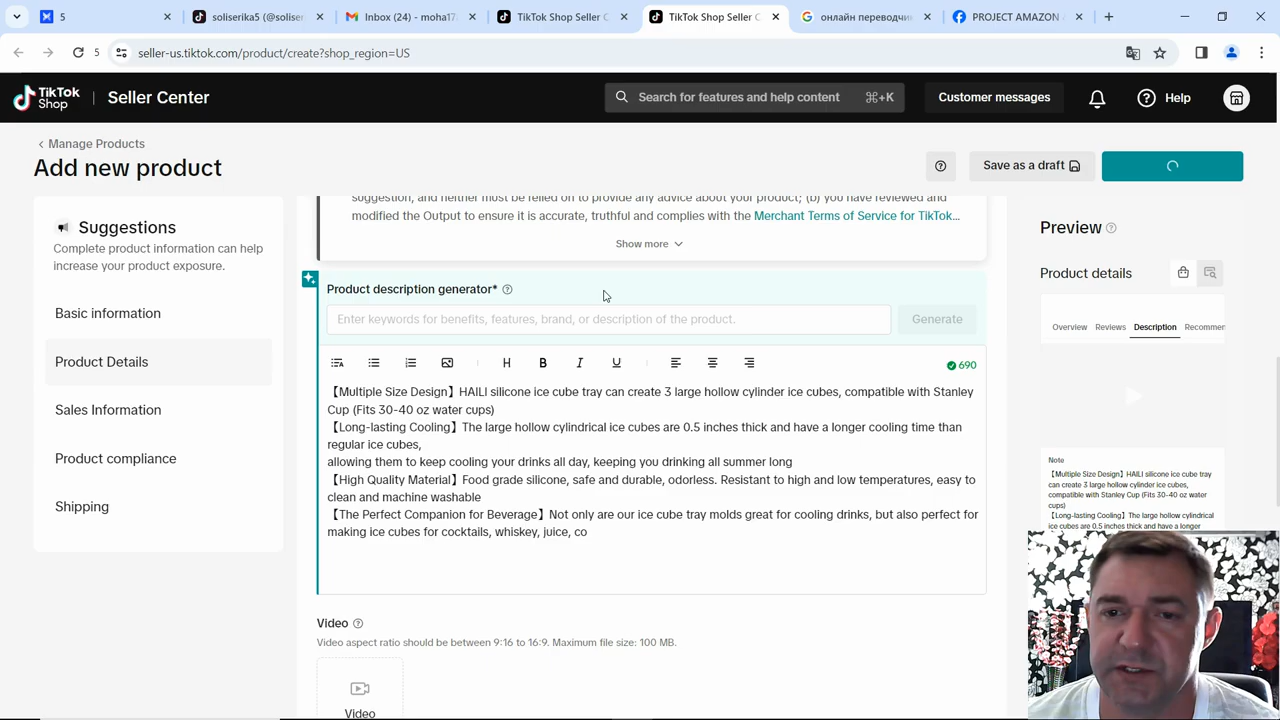 5
soliserika5 (@soliser
Inbox (24) - moha17
TikTok Shop Seller C
TikTok Shop Seller C
онлайн переводчи
PROJECT AMAZON
5
seller-us.tiktok.com/product/create?shop_region=US
TikTok Shop
Seller Center
Search for features and help content
⌘+K
Customer messages
Help
Manage Products
Add new product
Save as a draft
Suggestions
Complete product information can help
increase your product exposure.
Basic information
Product Details
Sales Information
Product compliance
Shipping
suggestion, and neither must be relied on to provide any advice about your product; (b) you have reviewed and
modified the Output to ensure it is accurate, truthful and complies with the Merchant Terms of Service for TikTok...
Show more
Product description generator*
Enter keywords for benefits, features, brand, or description of the product.
Generate
H B I U
690
【Multiple Size Design】HAILI silicone ice cube tray can create 3 large hollow cylinder ice cubes, compatible with Stanley
Cup (Fits 30-40 oz water cups)
【Long-lasting Cooling】The large hollow cylindrical ice cubes are 0.5 inches thick and have a longer cooling time than
regular ice cubes,
allowing them to keep cooling your drinks all day, keeping you drinking all summer long
【High Quality Material】Food grade silicone, safe and durable, odorless. Resistant to high and low temperatures, easy to
clean and machine washable
【The Perfect Companion for Beverage】Not only are our ice cube tray molds great for cooling drinks, but also perfect for
making ice cubes for cocktails, whiskey, juice, co
Video
Video aspect ratio should be between 9:16 to 16:9. Maximum file size: 100 MB.
Video
Preview
Product details
Overview Reviews Description Recommen
Note
【Multiple Size Design】HAILI silicone ice cube tray
can create 3 large hollow cylinder ice cubes,
compatible with Stanley Cup (Fits 30-40 oz water
cups)
【Long-lasting Cooling】The large hollow cylindrical
ice cubes are 0.5 inches thick and have a longer